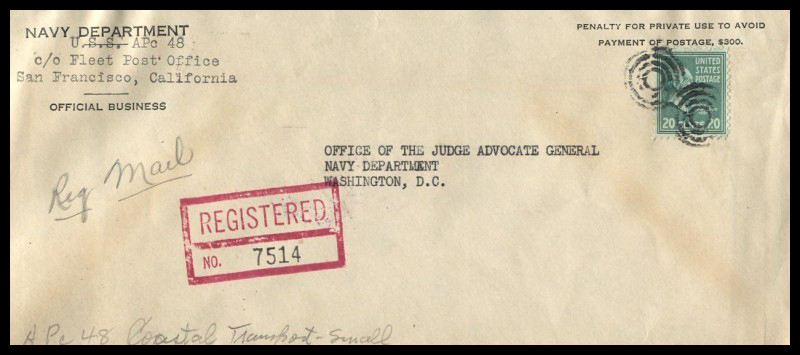 NAVY DEPARTMENT
U.S.S. APc 48
c/o Fleet Post Office
San Francisco, California
OFFICIAL BUSINESS
PENALTY FOR PRIVATE USE TO AVOID
PAYMENT OF POSTAGE, $300.
UNITED
STATES
POSTAGE
20 20
OFFICE OF THE JUDGE ADVOCATE GENERAL
NAVY DEPARTMENT
WASHINGTON, D.C.
Reg Mail
REGISTERED
NO. 7514
APc 48 Coastal Transport-Small